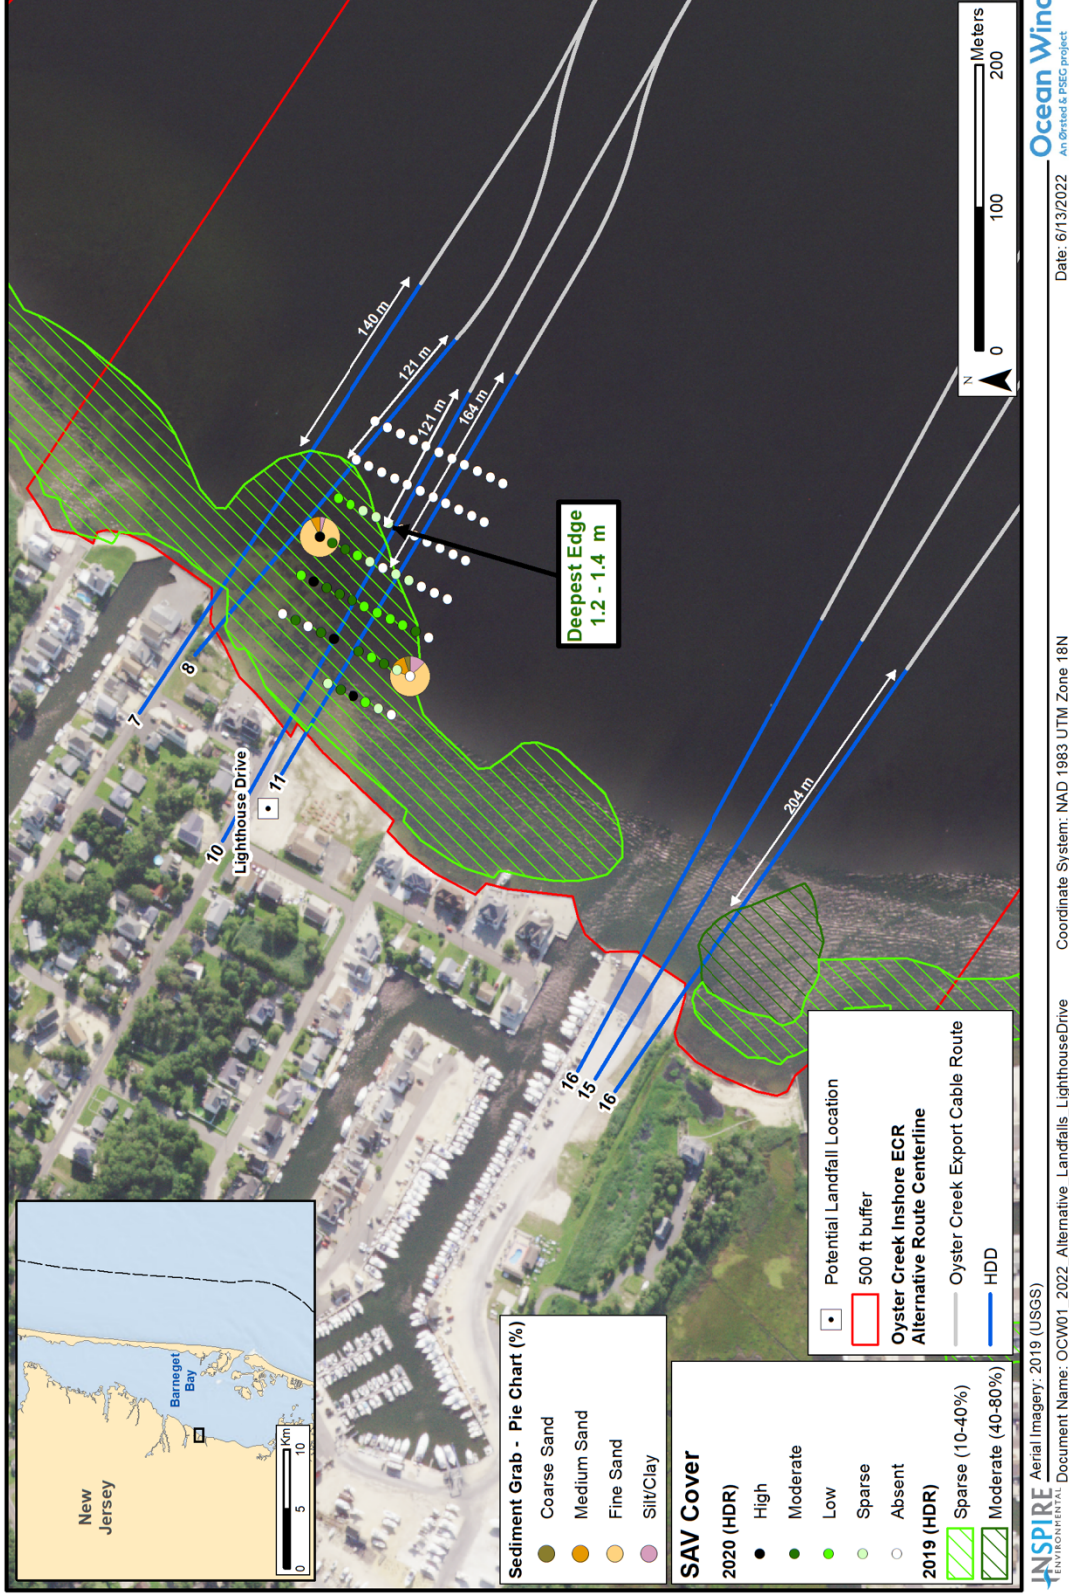 New
Jersey
Barneget
Bay
0 5 10
Km
Sediment Grab - Pie Chart (%)
Coarse Sand
Medium Sand
Fine Sand
Silt/Clay
SAV Cover
2020 (HDR)
High
Moderate
Low
Sparse
Absent
2019 (HDR)
Sparse (10-40%)
Moderate (40-80%)
Potential Landfall Location
500 ft buffer
Oyster Creek Inshore ECR
Alternative Route Centerline
Oyster Creek Export Cable Route
HDD
7
8
10
Lighthouse Drive
11
16
15
16
140 m
121 m
121 m
164 m
204 m
Deepest Edge
1.2 - 1.4 m
N
0 100 200
Meters
INSPIRE
ENVIRONMENTAL
Aerial Imagery: 2019 (USGS)
Document Name: OCW01_2022_Alternative_Landfalls_LighthouseDrive
Coordinate System: NAD 1983 UTM Zone 18N
Date: 6/13/2022
Ocean Wind
An Ørsted & PSEG project